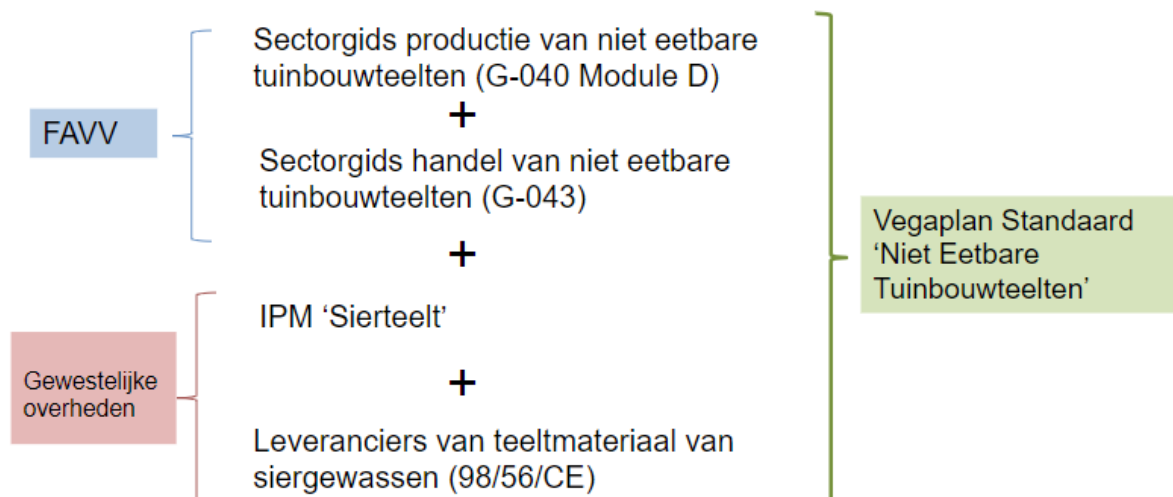 Sectorgids productie van niet eetbare
tuinbouwteelten (G-040 Module D)
+
FAVV
Sectorgids handel van niet eetbare
tuinbouwteelten (G-043)
+
IPM ‘Sierteelt’
+
Gewestelijke
overheden
Leveranciers van teeltmateriaal van
siergewassen (98/56/CE)
Vegaplan Standaard
‘Niet Eetbare
Tuinbouwteelten’